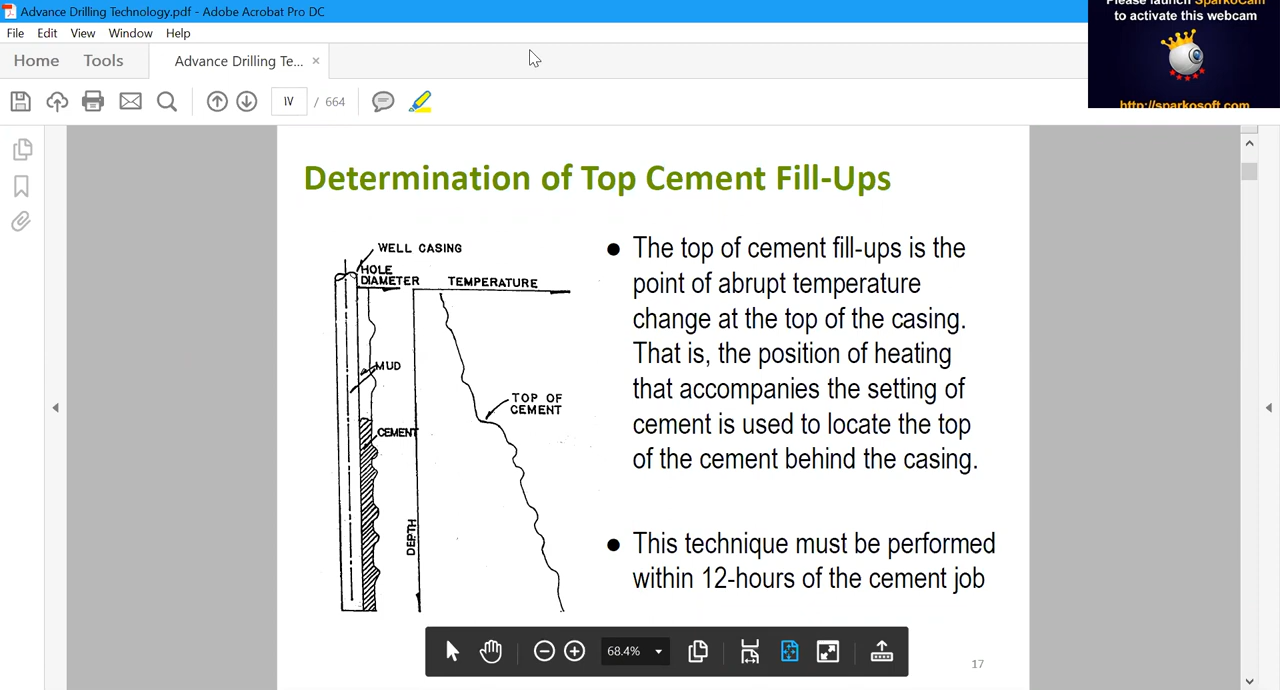 Advance Drilling Technology.pdf - Adobe Acrobat Pro DC
Please launch SparkoCam
to activate this webcam
http://sparkosoft.com
File Edit View Window Help
Home Tools Advance Drilling Te... ×
IV / 664
Determination of Top Cement Fill-Ups
WELL CASING
HOLE
DIAMETER
TEMPERATURE
MUD
TOP OF
CEMENT
CEMENT
DEPTH
● The top of cement fill-ups is the
point of abrupt temperature
change at the top of the casing.
That is, the position of heating
that accompanies the setting of
cement is used to locate the top
of the cement behind the casing.
● This technique must be performed
within 12-hours of the cement job
68.4%
17